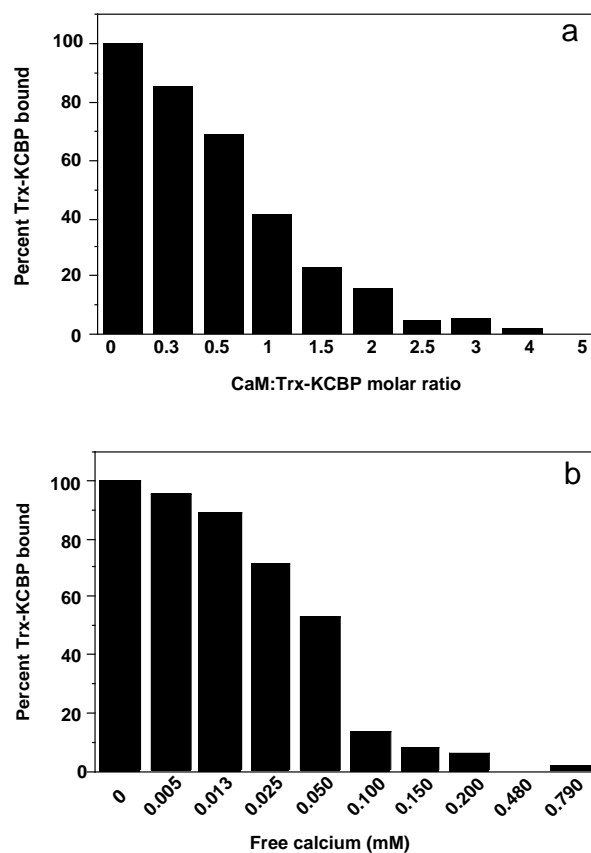 a
100
80
60
40
20
0
Percent Trx-KCBP bound
0 0.3 0.5 1 1.5 2 2.5 3 4 5
CaM:Trx-KCBP molar ratio
b
100
80
60
40
20
0
Percent Trx-KCBP bound
0 0.005 0.013 0.025 0.050 0.100 0.150 0.200 0.480 0.790
Free calcium (mM)